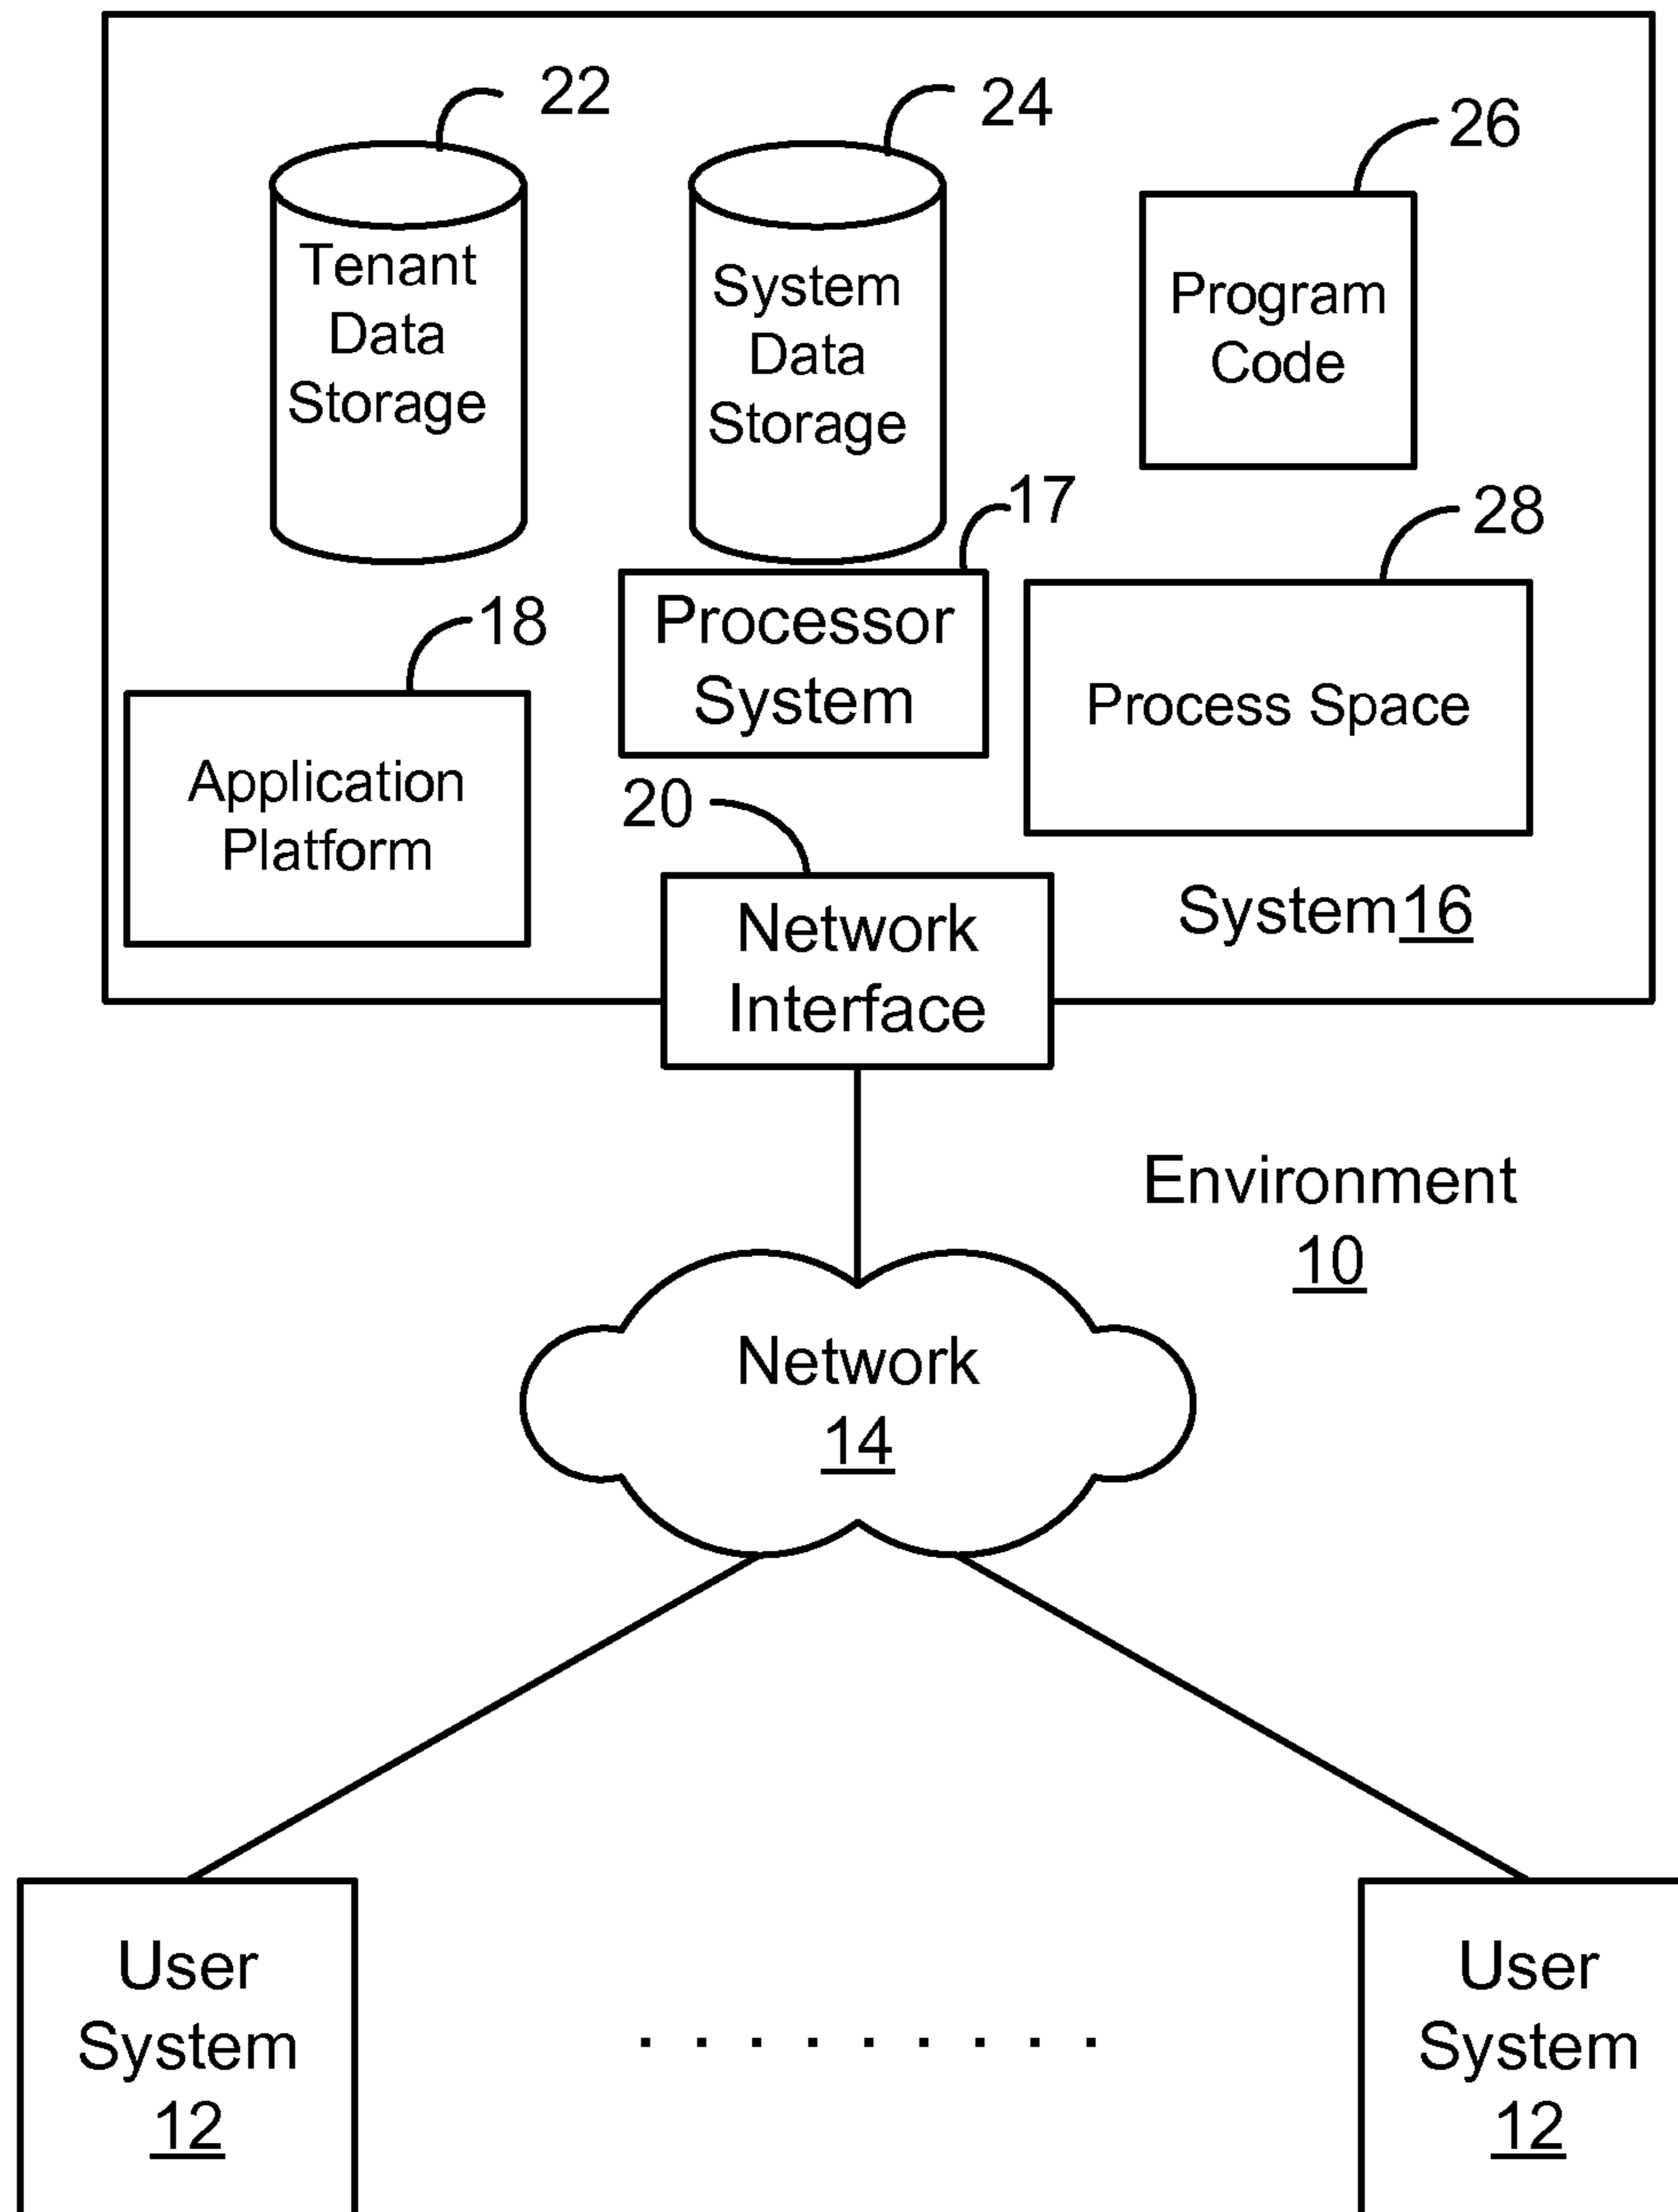 22
24
26
Tenant
Data
Storage
System
Data
Storage
Program
Code
17
28
18
Processor
System
Process Space
Application
Platform
20
Network
Interface
System16
Environment
10
Network
14
User
System
12
. . . . . . . . .
User
System
12